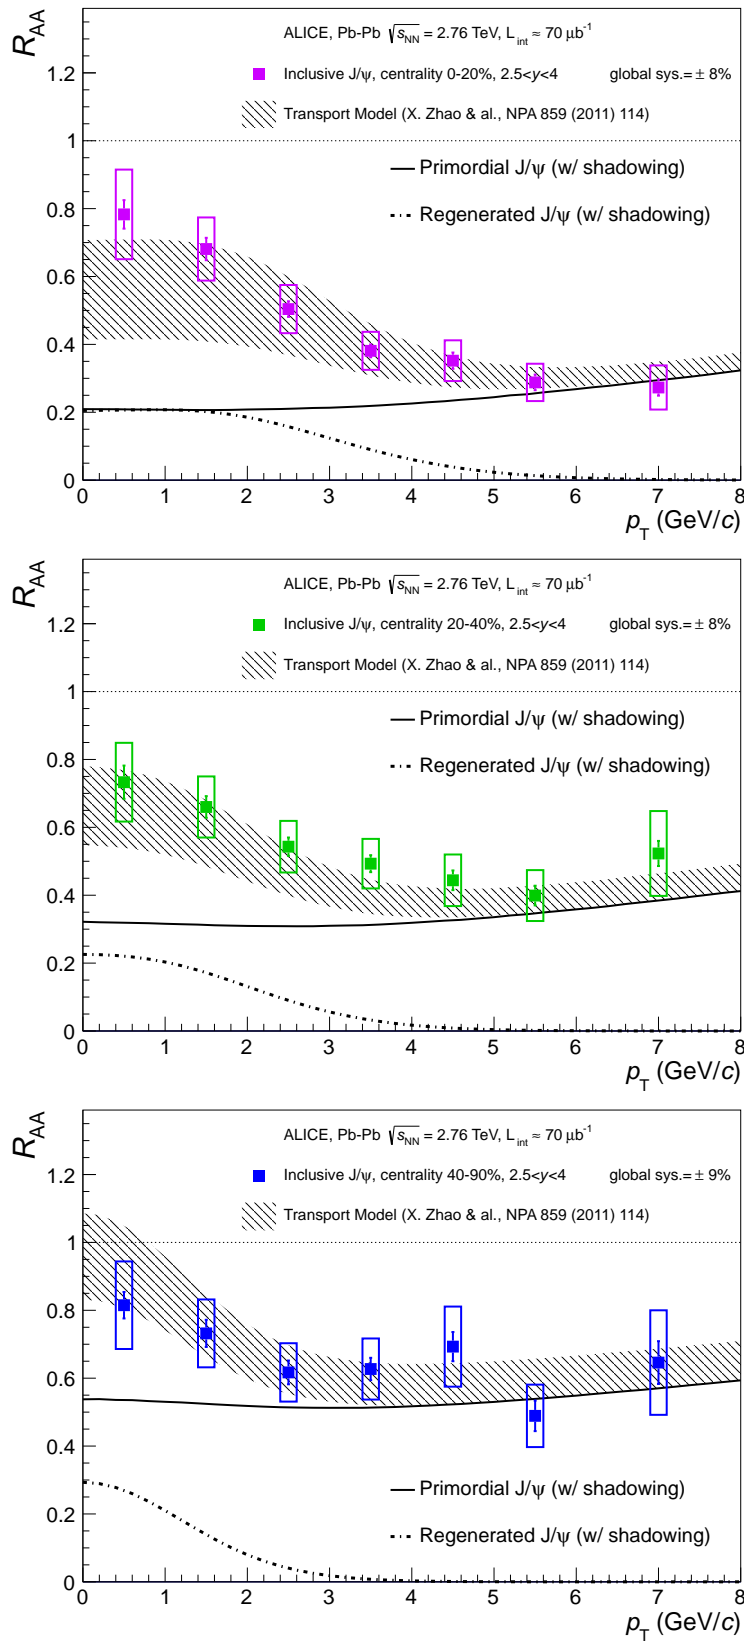 R_AA
ALICE, Pb-Pb √s_NN = 2.76 TeV, L_int ≈ 70 μb⁻¹
Inclusive J/ψ, centrality 0-20%, 2.5<y<4 global sys.= ± 8%
Transport Model (X. Zhao & al., NPA 859 (2011) 114)
Primordial J/ψ (w/ shadowing)
Regenerated J/ψ (w/ shadowing)
1.2
1
0.8
0.6
0.4
0.2
0
0 1 2 3 4 5 6 7 8
p_T (GeV/c)
R_AA
ALICE, Pb-Pb √s_NN = 2.76 TeV, L_int ≈ 70 μb⁻¹
Inclusive J/ψ, centrality 20-40%, 2.5<y<4 global sys.= ± 8%
Transport Model (X. Zhao & al., NPA 859 (2011) 114)
Primordial J/ψ (w/ shadowing)
Regenerated J/ψ (w/ shadowing)
1.2
1
0.8
0.6
0.4
0.2
0
0 1 2 3 4 5 6 7 8
p_T (GeV/c)
R_AA
ALICE, Pb-Pb √s_NN = 2.76 TeV, L_int ≈ 70 μb⁻¹
Inclusive J/ψ, centrality 40-90%, 2.5<y<4 global sys.= ± 9%
Transport Model (X. Zhao & al., NPA 859 (2011) 114)
1.2
1
0.8
0.6
0.4
0.2
0
Primordial J/ψ (w/ shadowing)
Regenerated J/ψ (w/ shadowing)
0 1 2 3 4 5 6 7 8
p_T (GeV/c)